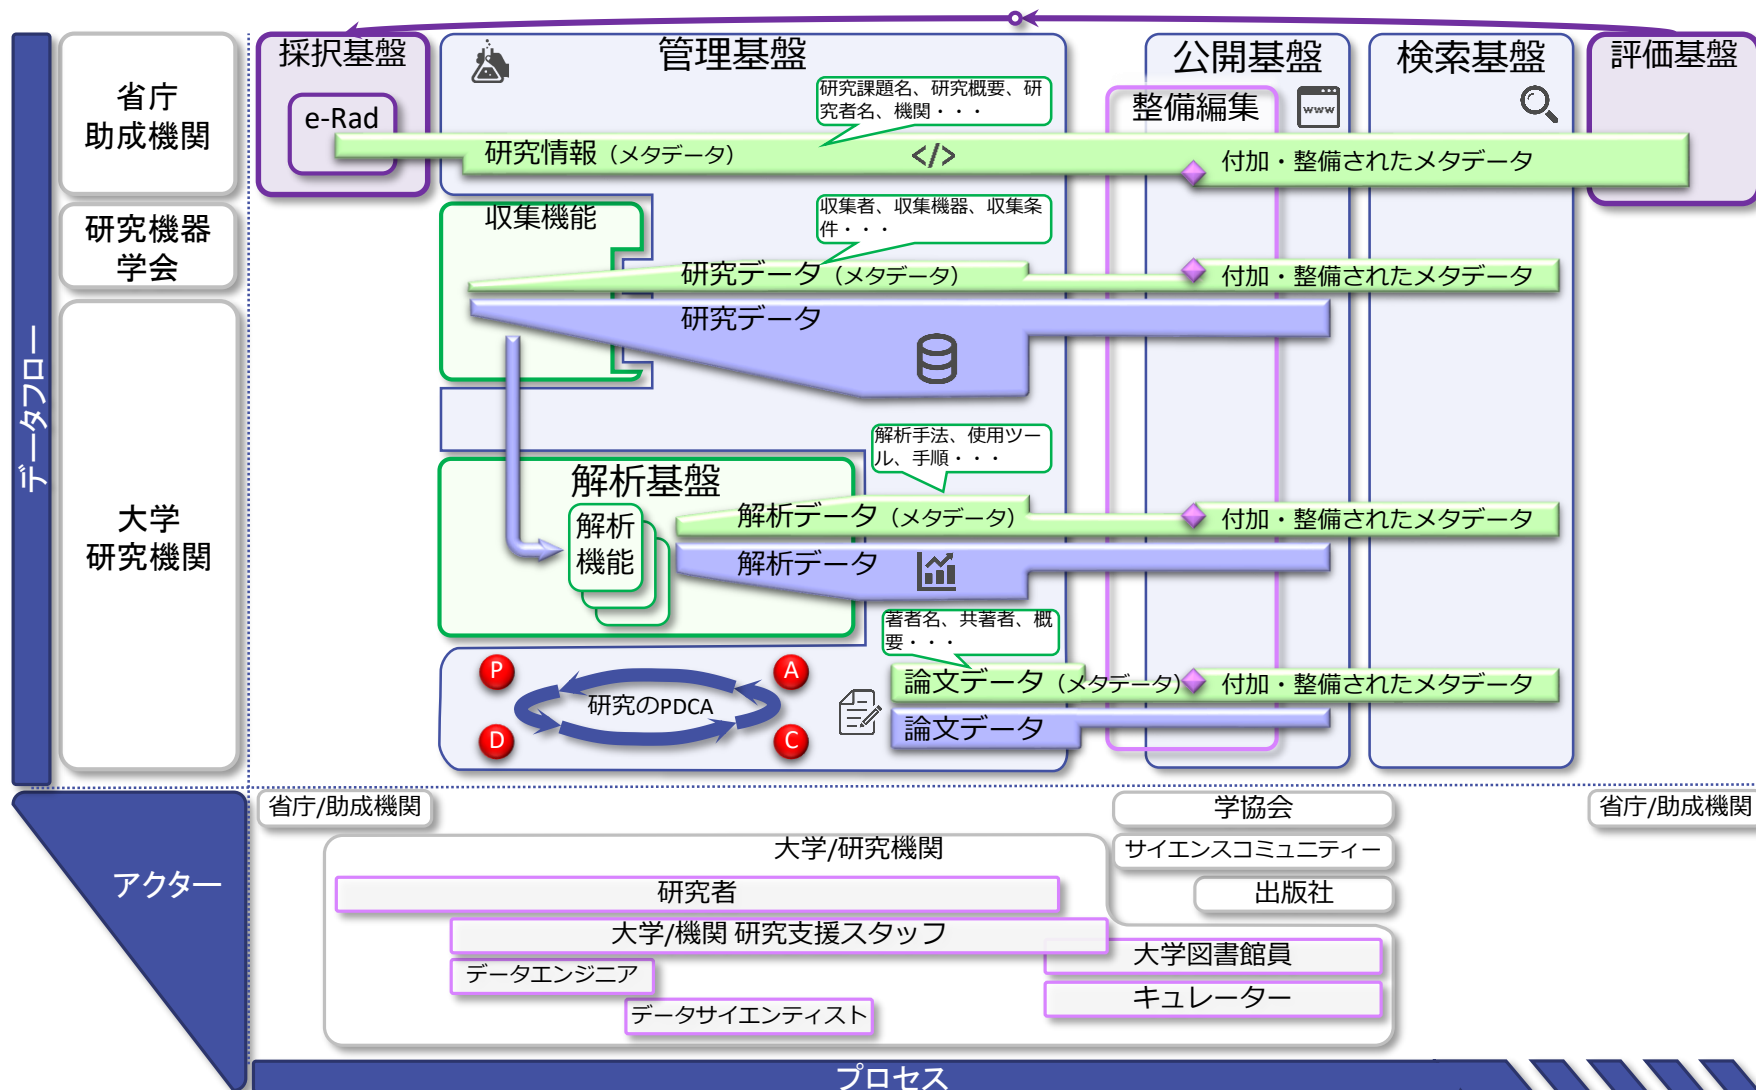 データフロー
省庁
助成機関
研究機器
学会
大学
研究機関
採択基盤
e-Rad
管理基盤
研究課題名、研究概要、研
究者名、機関・・・
研究情報（メタデータ）
</>
公開基盤
整備編集
www
検索基盤
評価基盤
付加・整備されたメタデータ
収集機能
収集者、収集機器、収集条
件・・・
研究データ（メタデータ）
付加・整備されたメタデータ
研究データ
解析手法、使用ツー
ル、手順・・・
解析基盤
解析
機能
解析データ（メタデータ）
付加・整備されたメタデータ
解析データ
著者名、共著者、概
要・・・
P
A
研究のPDCA
D
C
論文データ（メタデータ）
付加・整備されたメタデータ
論文データ
アクター
省庁/助成機関
学協会
省庁/助成機関
大学/研究機関
サイエンスコミュニティー
研究者
出版社
大学/機関 研究支援スタッフ
大学図書館員
データエンジニア
キュレーター
データサイエンティスト
プロセス